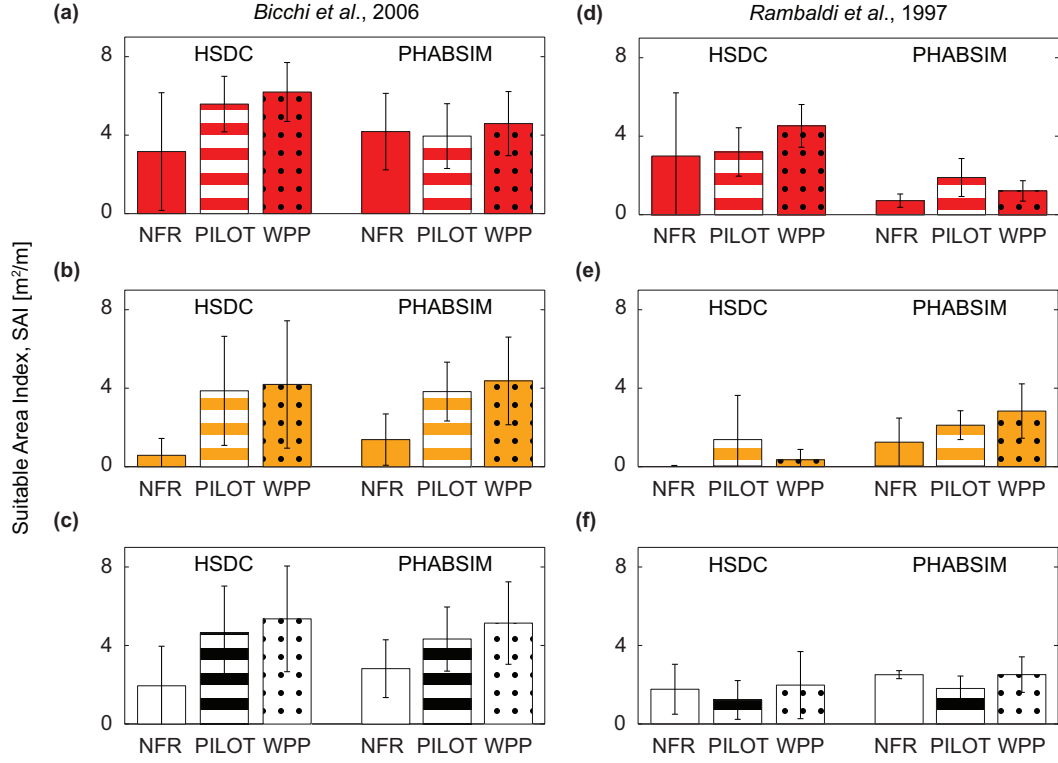 (a)
Bicchi et al., 2006
8
4
0
HSDC
PHABSIM
NFR PILOT WPP
NFR PILOT WPP
(b)
8
4
0
HSDC
PHABSIM
NFR PILOT WPP
NFR PILOT WPP
(c)
8
4
0
HSDC
PHABSIM
NFR PILOT WPP
NFR PILOT WPP
Suitable Area Index, SAI [m²/m]
(d)
Rambaldi et al., 1997
8
4
0
HSDC
PHABSIM
NFR PILOT WPP
NFR PILOT WPP
(e)
8
4
0
HSDC
PHABSIM
NFR PILOT WPP
NFR PILOT WPP
(f)
8
4
0
HSDC
PHABSIM
NFR PILOT WPP
NFR PILOT WPP